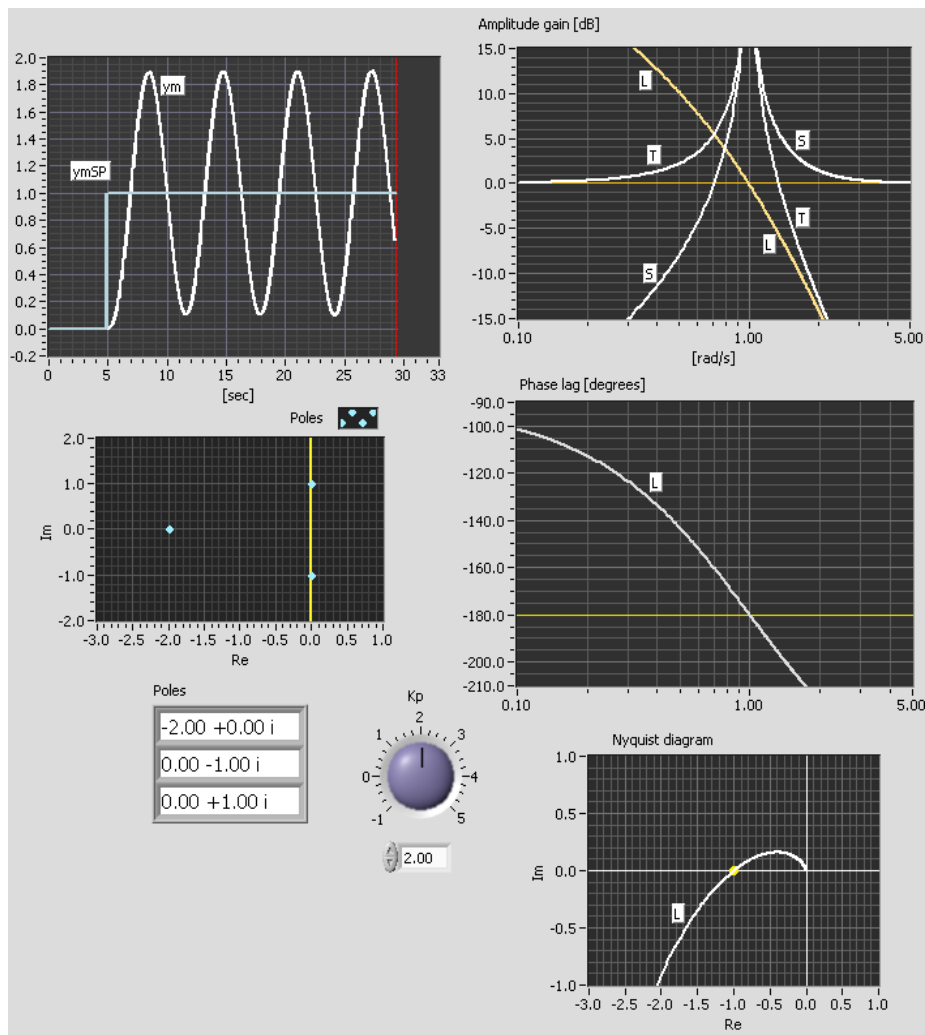 2.0
1.8
1.6
1.4
1.2
1.0
0.8
0.6
0.4
0.2
0.0
-0.2
ym
ymSP
0 5 10 15 20 25 30 33
[sec]
Amplitude gain [dB]
15.0
10.0
5.0
0.0
-5.0
-10.0
-15.0
L
T
S
S
T
L
0.10 1.00 5.00
[rad/s]
Poles
2.0
1.0
0.0
-1.0
-2.0
Im
-3.0 -2.5 -2.0 -1.5 -1.0 -0.5 0.0 0.5 1.0
Re
Phase lag [degrees]
-90.0
-100.0
-120.0
-140.0
-160.0
-180.0
-200.0
-210.0
L
0.10 1.00 5.00
Poles
-2.00 +0.00 i
0.00 -1.00 i
0.00 +1.00 i
Kp
-1 0 1 2 3 4 5
2.00
Nyquist diagram
1.0
0.5
0.0
-0.5
-1.0
Im
L
-3.0 -2.5 -2.0 -1.5 -1.0 -0.5 0.0 0.5 1.0
Re